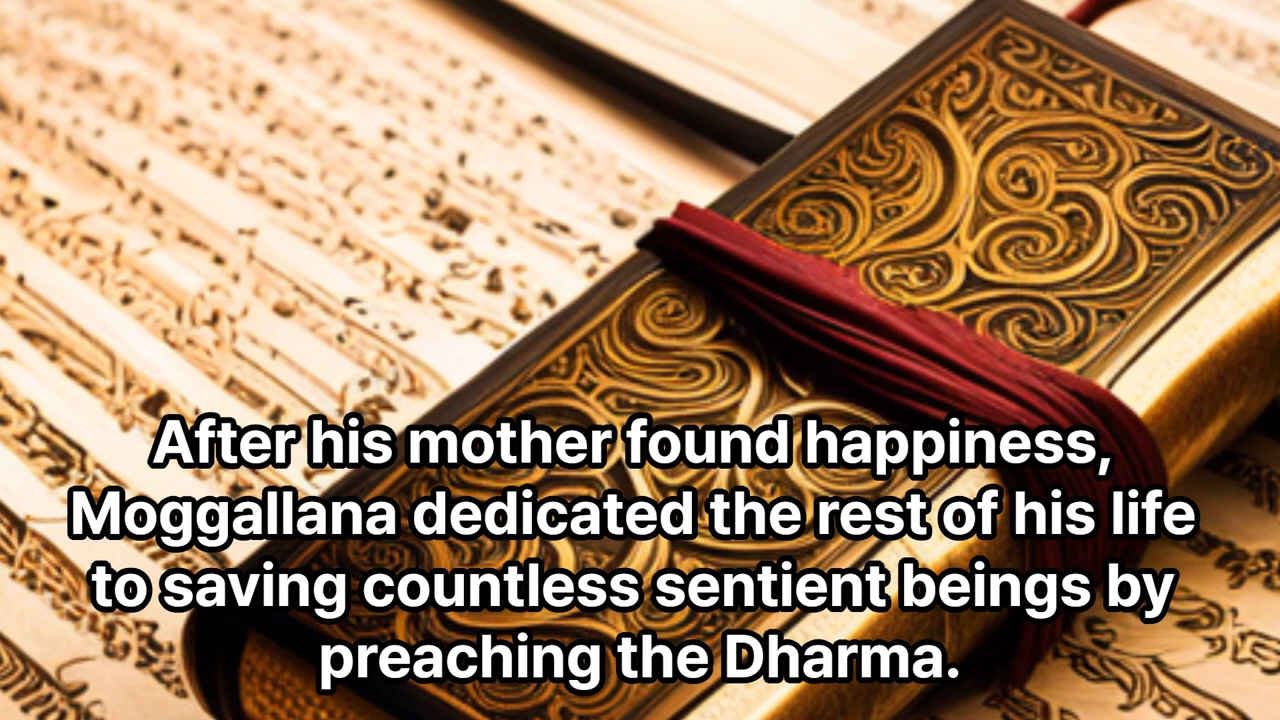 After his mother found happiness,
Moggallana dedicated the rest of his life
to saving countless sentient beings by
preaching the Dharma.